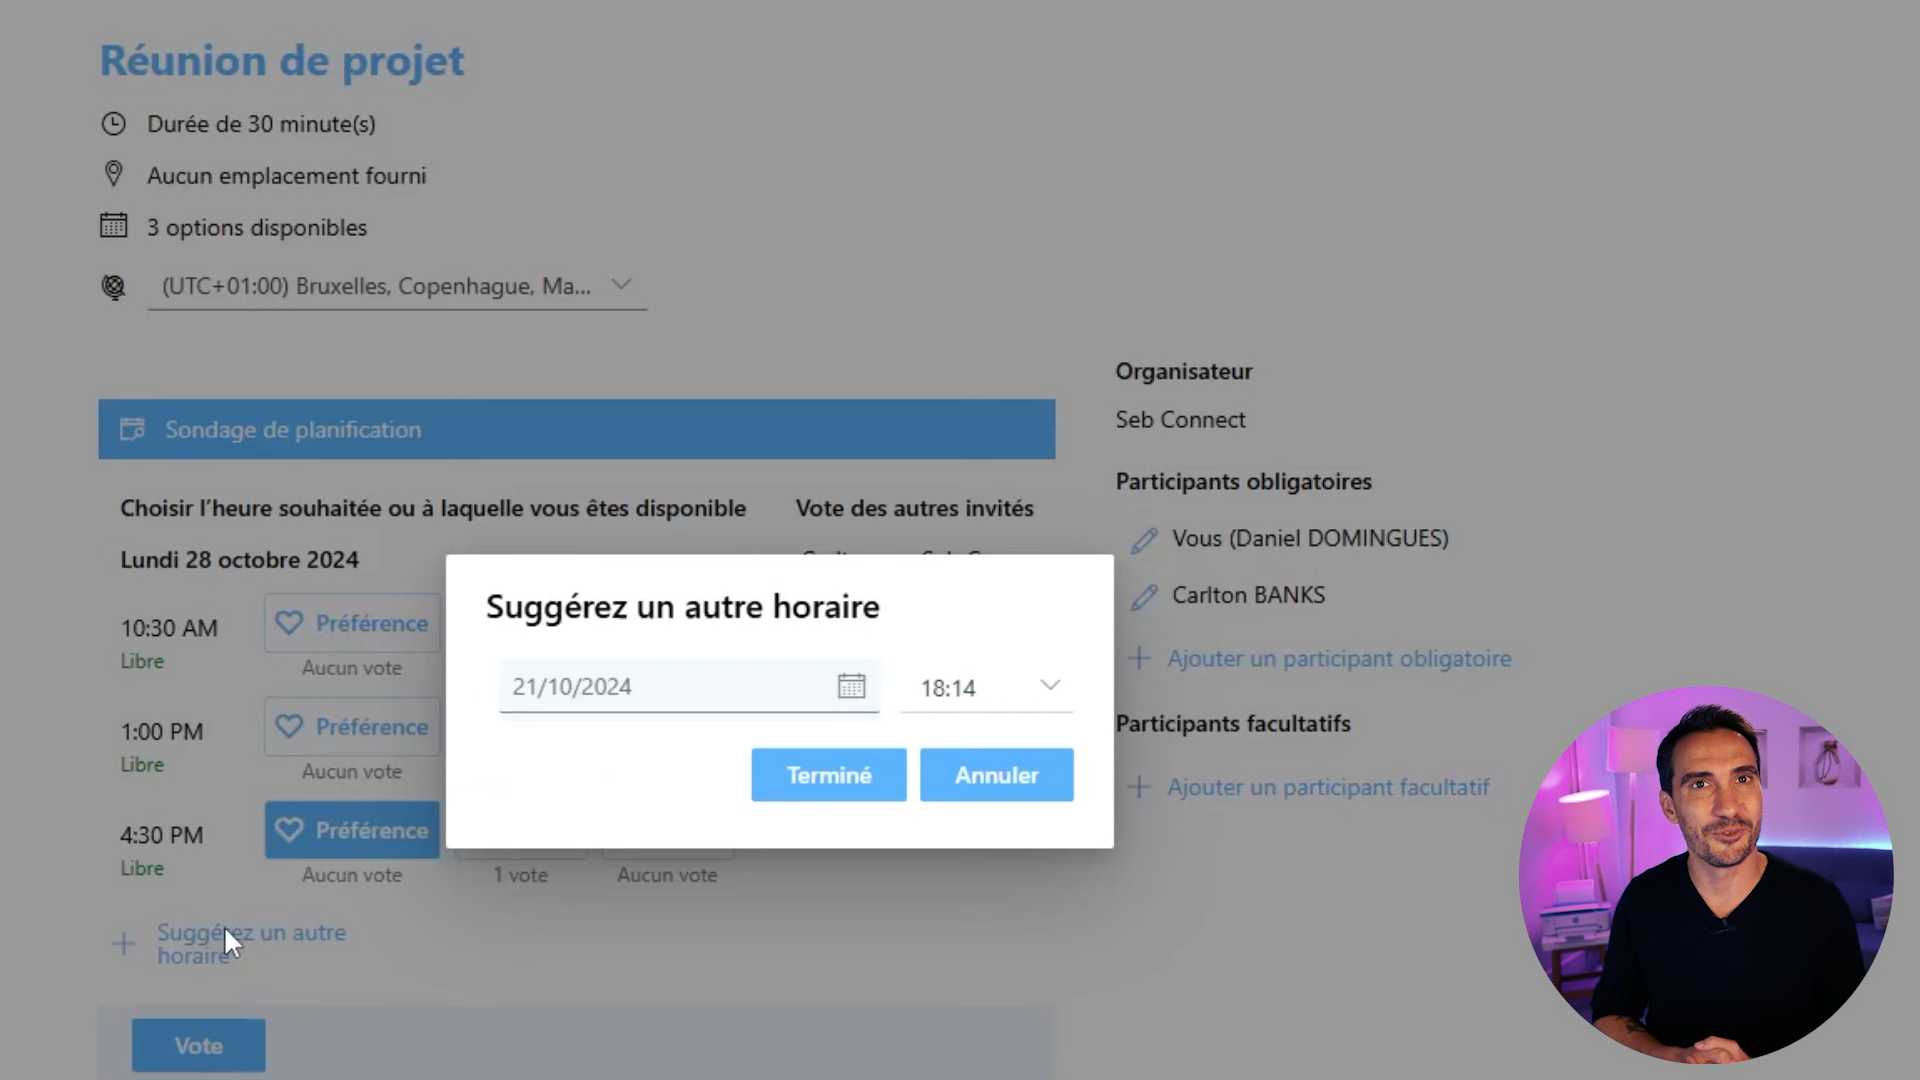 Réunion de projet
Durée de 30 minute(s)
Aucun emplacement fourni
3 options disponibles
(UTC+01:00) Bruxelles, Copenhague, Ma...
Sondage de planification
Choisir l’heure souhaitée ou à laquelle vous êtes disponible
Vote des autres invités
Lundi 28 octobre 2024
10:30 AM
Libre
Préférence
Aucun vote
1:00 PM
Libre
Préférence
Aucun vote
4:30 PM
Libre
Préférence
Aucun vote
1 vote
Aucun vote
Suggérez un autre
horaire
Vote
Suggérez un autre horaire
21/10/2024
18:14
Terminé
Annuler
Organisateur
Seb Connect
Participants obligatoires
Vous (Daniel DOMINGUES)
Carlton BANKS
Ajouter un participant obligatoire
Participants facultatifs
Ajouter un participant facultatif